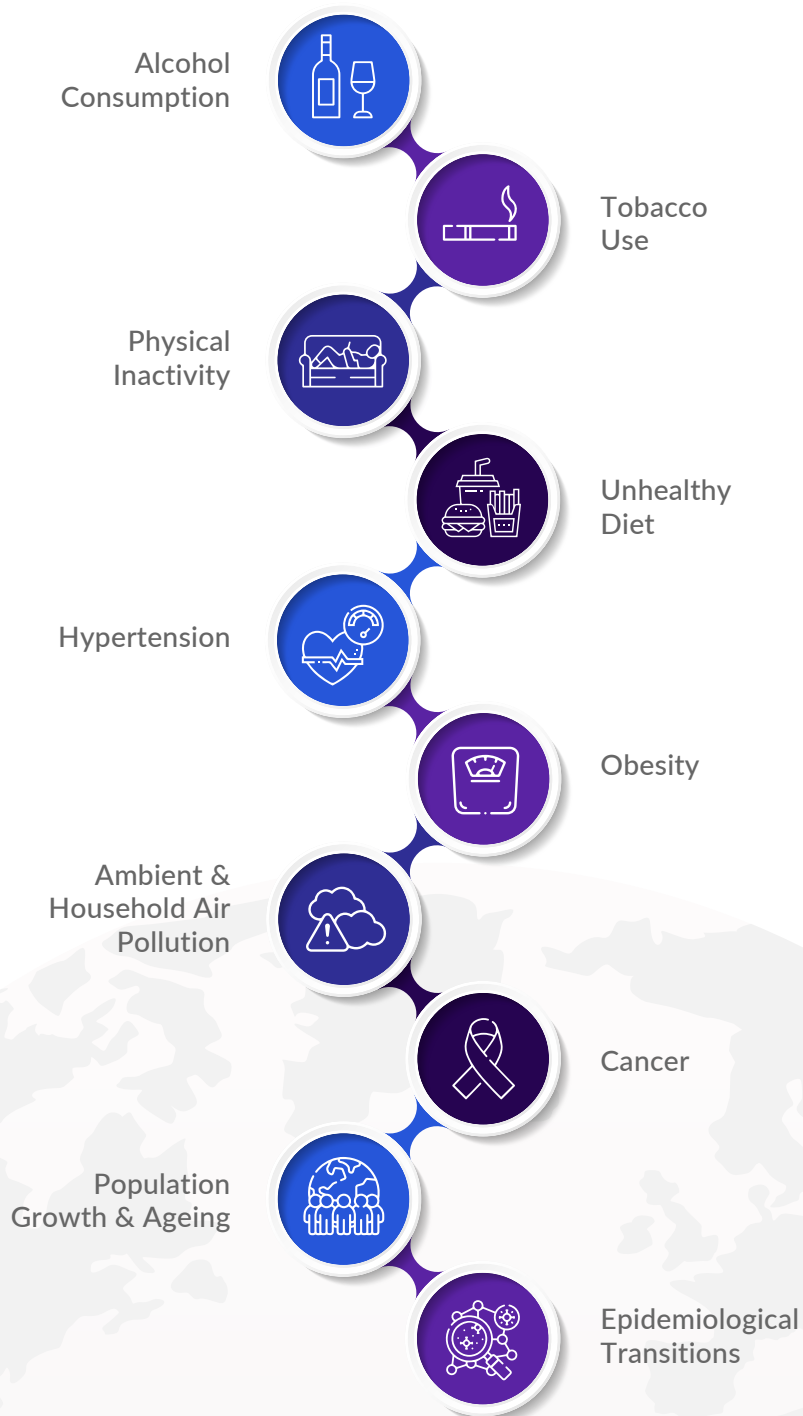 Alcohol
Consumption
Tobacco
Use
Physical
Inactivity
Unhealthy
Diet
Hypertension
Obesity
Ambient &
Household Air
Pollution
Cancer
Population
Growth & Ageing
Epidemiological
Transitions